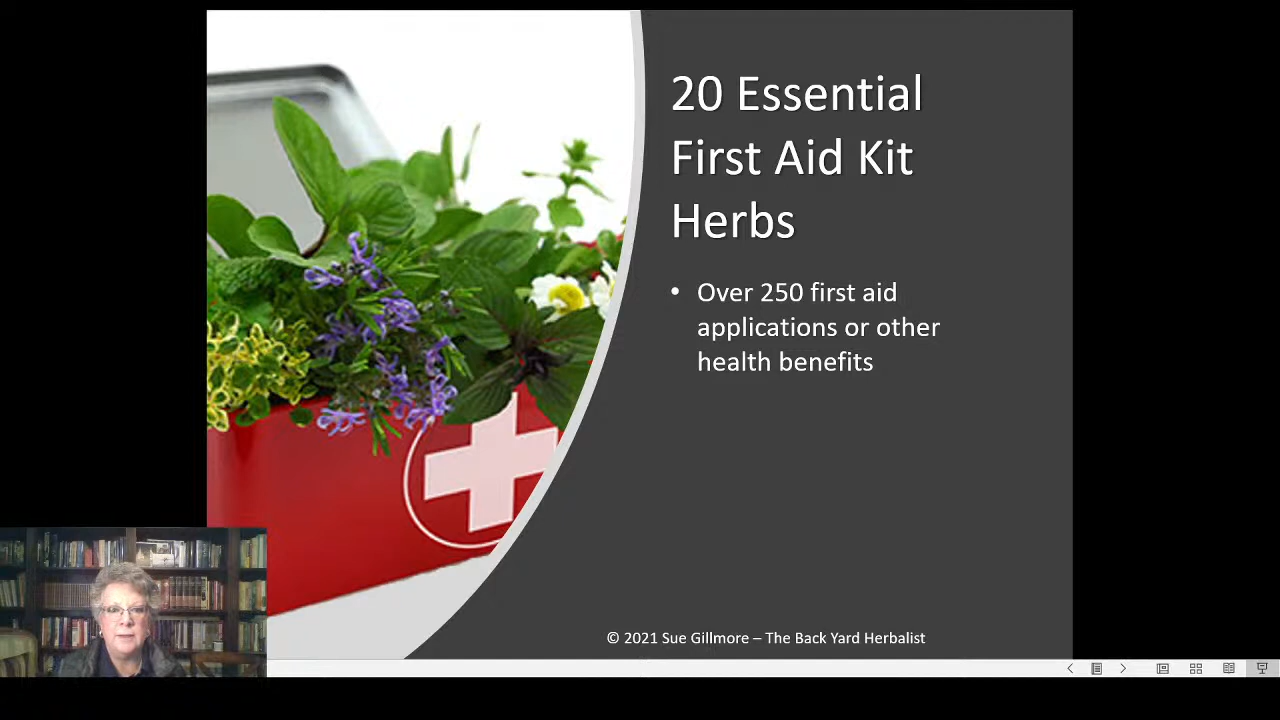 20 Essential
First Aid Kit
Herbs
• Over 250 first aid
applications or other
health benefits
© 2021 Sue Gillmore – The Back Yard Herbalist